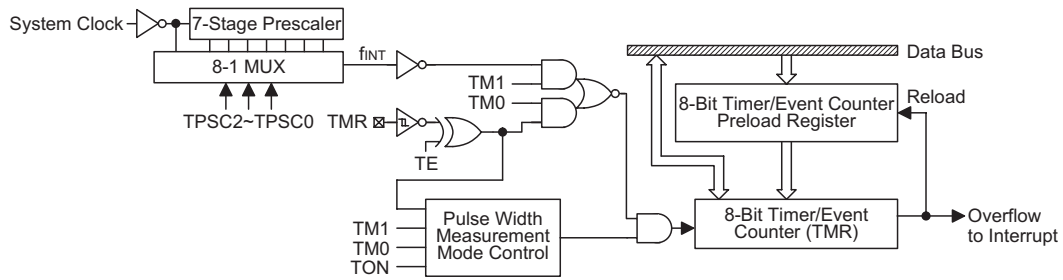 System Clock
7-Stage Prescaler
8-1 MUX
fINT
TPSC2~TPSC0
TM1
TM0
TMR
TE
Data Bus
8-Bit Timer/Event Counter
Preload Register
Reload
TM1
TM0
TON
Pulse Width
Measurement
Mode Control
8-Bit Timer/Event
Counter (TMR)
Overflow
to Interrupt